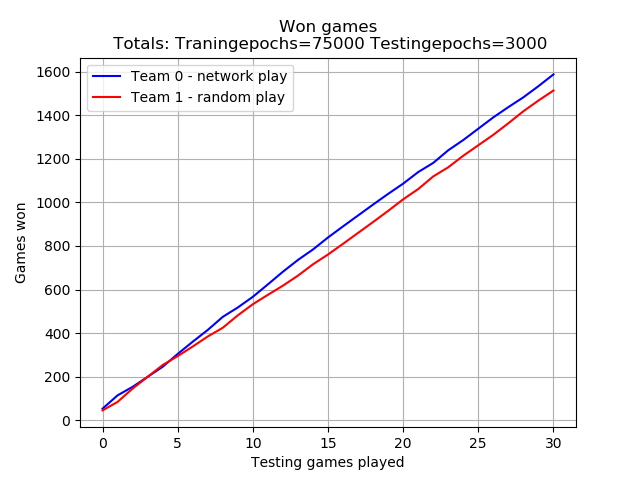 Won games
Totals: Traningepochs=75000 Testingepochs=3000
Team 0 - network play
Team 1 - random play
1600
1400
1200
1000
800
600
400
200
0
Games won
0 5 10 15 20 25 30
Testing games played